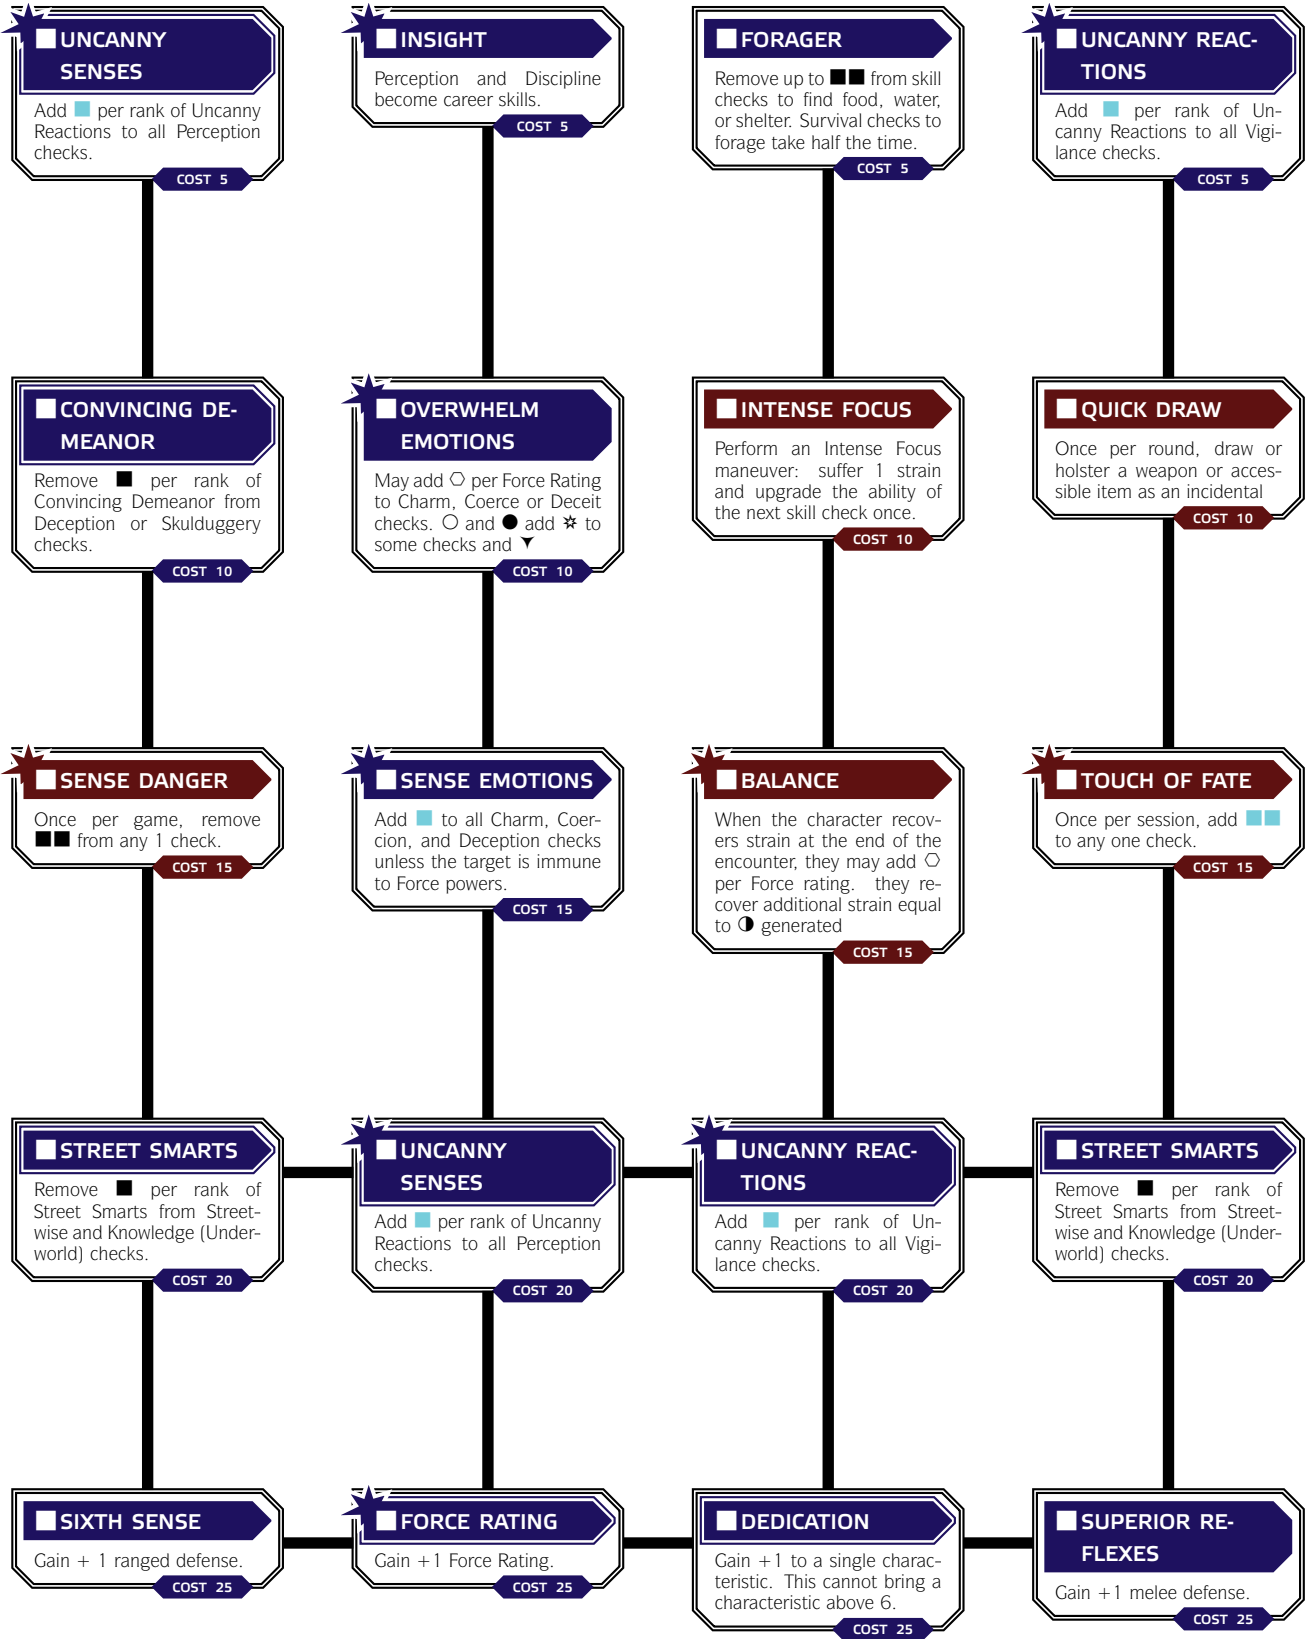 UNCANNY
SENSES
Add per rank of Uncanny
Reactions to all Perception
checks.
COST 5
INSIGHT
Perception and Discipline
become career skills.
COST 5
FORAGER
Remove up to ■■ from skill
checks to find food, water,
or shelter. Survival checks to
forage take half the time.
COST 5
UNCANNY REAC-
TIONS
Add per rank of Un-
canny Reactions to all Vigi-
lance checks.
COST 5
CONVINCING DE-
MEANOR
Remove ■ per rank of
Convincing Demeanor from
Deception or Skulduggery
checks.
COST 10
OVERWHELM
EMOTIONS
May add per Force Rating
to Charm, Coerce or Deceit
checks. ○ and ● add to
some checks and
COST 10
INTENSE FOCUS
Perform an Intense Focus
maneuver: suffer 1 strain
and upgrade the ability of
the next skill check once.
COST 10
QUICK DRAW
Once per round, draw or
holster a weapon or acces-
sible item as an incidental
COST 10
SENSE DANGER
Once per game, remove
■■ from any 1 check.
COST 15
SENSE EMOTIONS
Add to all Charm, Coer-
cion, and Deception checks
unless the target is immune
to Force powers.
COST 15
BALANCE
When the character recov-
ers strain at the end of the
encounter, they may add
per Force rating. they re-
cover additional strain equal
to ◑ generated
COST 15
TOUCH OF FATE
Once per session, add
to any one check.
COST 15
STREET SMARTS
Remove ■ per rank of
Street Smarts from Street-
wise and Knowledge (Under-
world) checks.
COST 20
UNCANNY
SENSES
Add per rank of Uncanny
Reactions to all Perception
checks.
COST 20
UNCANNY REAC-
TIONS
Add per rank of Un-
canny Reactions to all Vigi-
lance checks.
COST 20
STREET SMARTS
Remove ■ per rank of
Street Smarts from Street-
wise and Knowledge (Under-
world) checks.
COST 20
SIXTH SENSE
Gain + 1 ranged defense.
COST 25
FORCE RATING
Gain +1 Force Rating.
COST 25
DEDICATION
Gain +1 to a single charac-
teristic. This cannot bring a
characteristic above 6.
COST 25
SUPERIOR RE-
FLEXES
Gain +1 melee defense.
COST 25